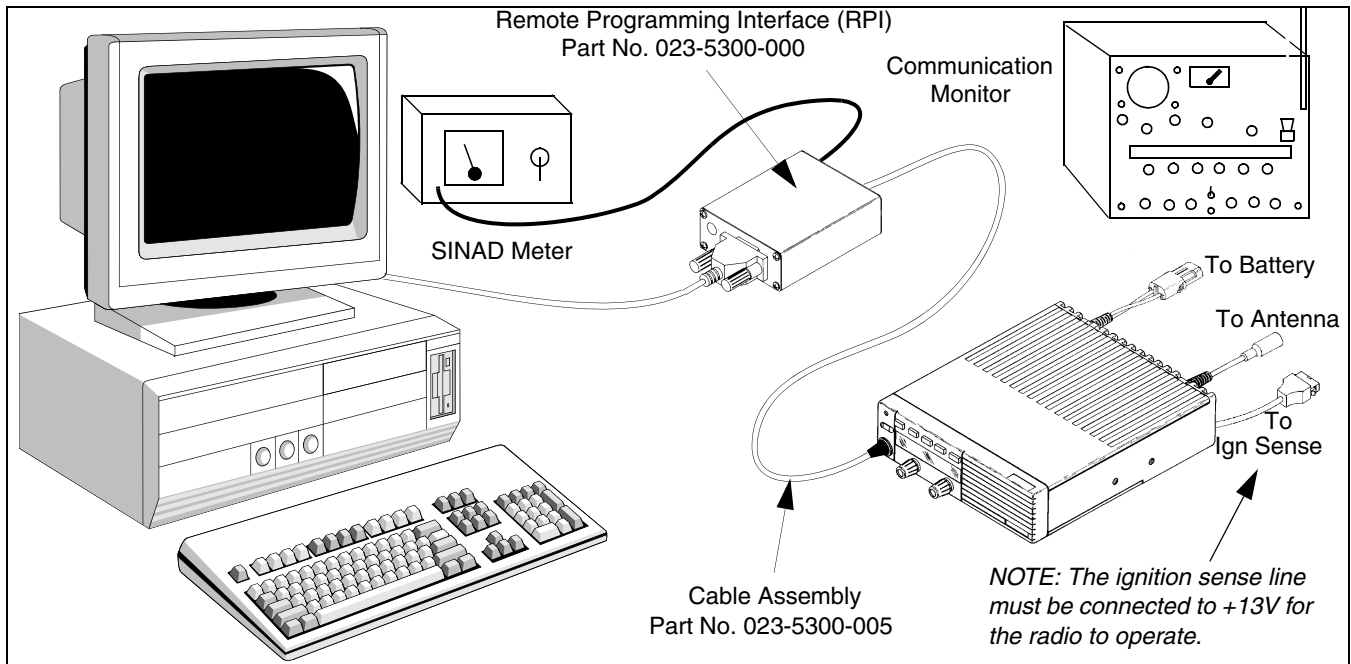 Remote Programming Interface (RPI)
Part No. 023-5300-000
Communication
Monitor
SINAD Meter
To Battery
To Antenna
To
Ign Sense
Cable Assembly
Part No. 023-5300-005
NOTE: The ignition sense line
must be connected to +13V for
the radio to operate.